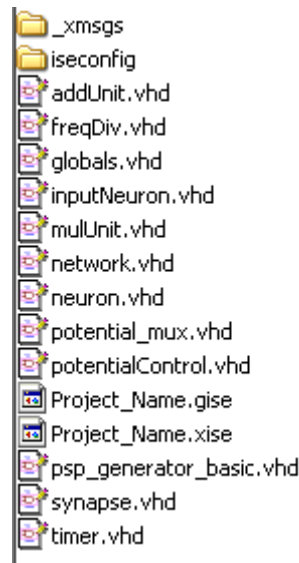 _xmsgs
iseconfig
addUnit.vhd
freqDiv.vhd
globals.vhd
inputNeuron.vhd
mulUnit.vhd
network.vhd
neuron.vhd
potential_mux.vhd
potentialControl.vhd
Project_Name.gise
Project_Name.xise
psp_generator_basic.vhd
synapse.vhd
timer.vhd